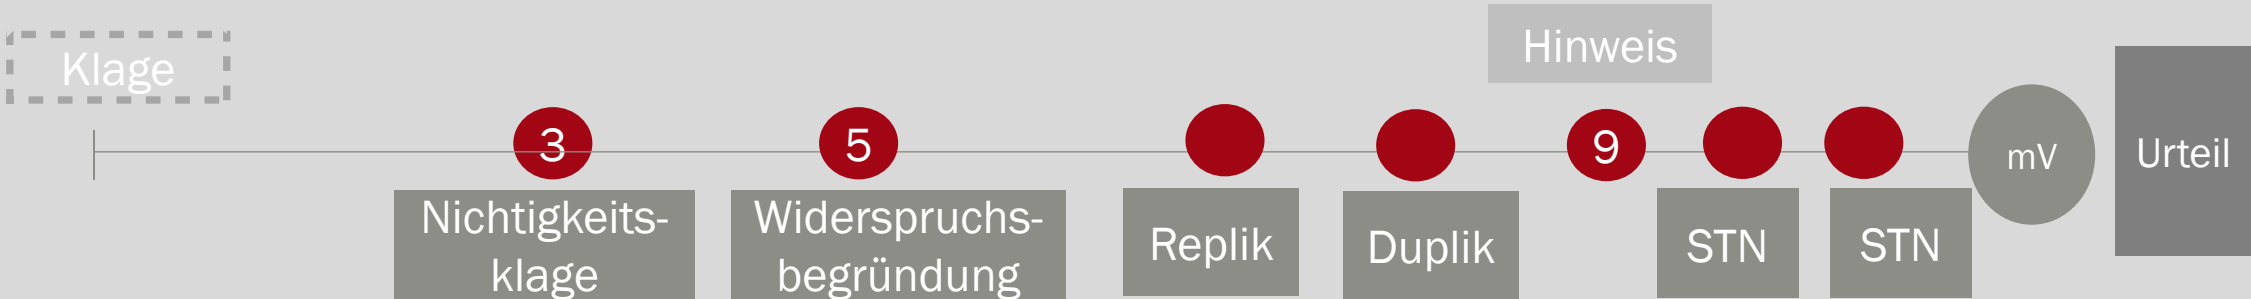 Klage
Hinweis
3
5
9
mV
Urteil
Nichtigkeits-
klage
Widerspruchs-
begründung
Replik
Duplik
STN
STN